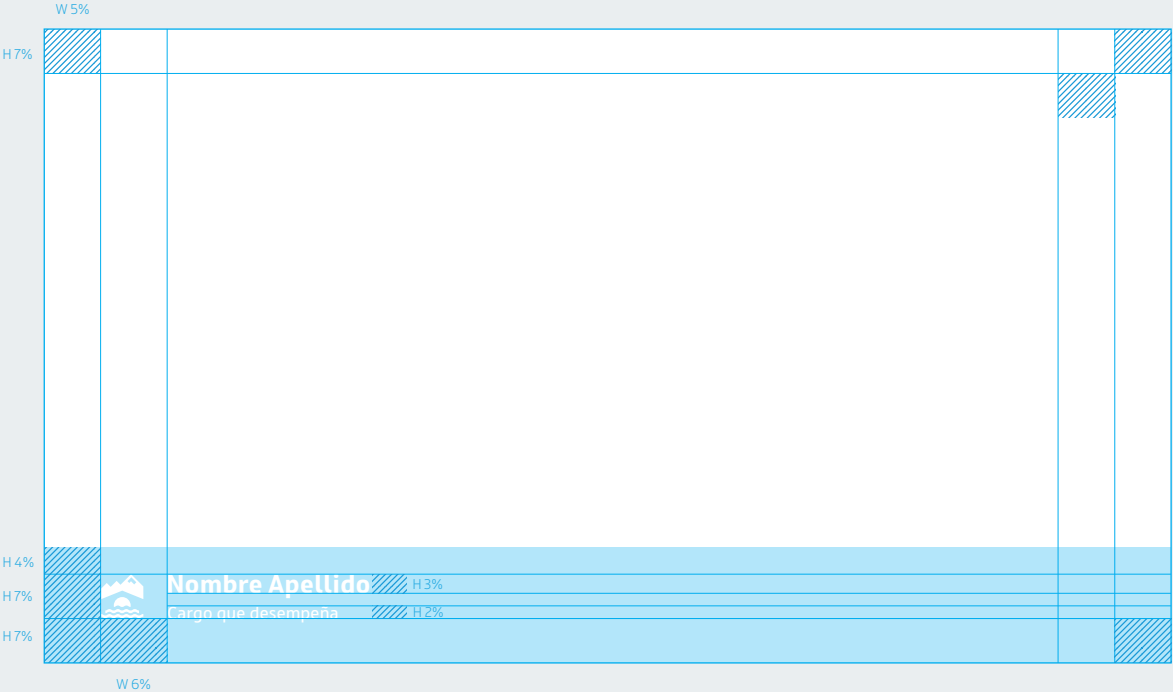 W 5%
H 7%
H 4%
Nombre Apellido
H 3%
H 7%
Cargo que desempeña
H 2%
H 7%
W 6%